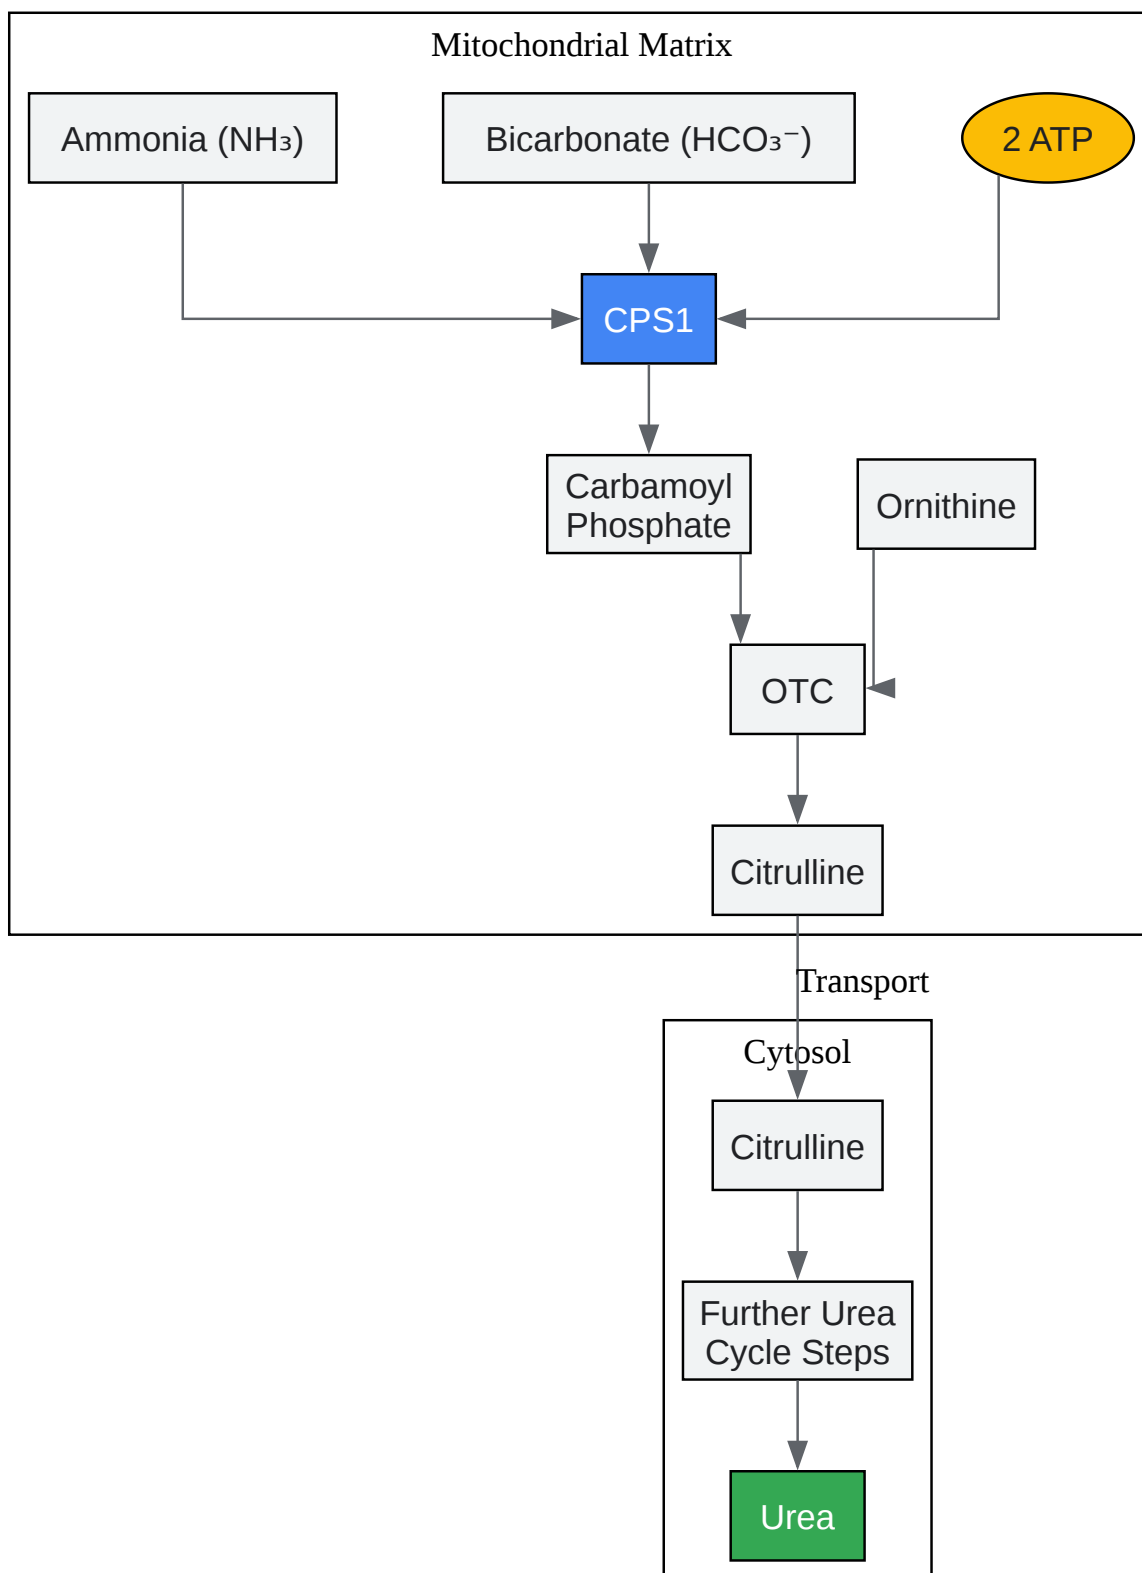 Mitochondrial Matrix
Ammonia (NH₃)
Bicarbonate (HCO₃⁻)
2 ATP
CPS1
Carbamoyl
Phosphate
Ornithine
OTC
Citrulline
Transport
Cytosol
Citrulline
Further Urea
Cycle Steps
Urea